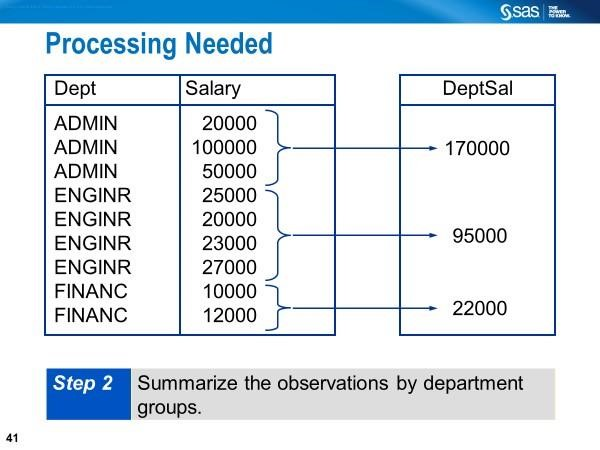 sas THE POWER TO KNOW.
Processing Needed
Dept Salary DeptSal
ADMIN 20000
ADMIN 100000 170000
ADMIN 50000
ENGINR 25000
ENGINR 20000 95000
ENGINR 23000
ENGINR 27000
FINANC 10000 22000
FINANC 12000
Step 2 Summarize the observations by department
groups.
41